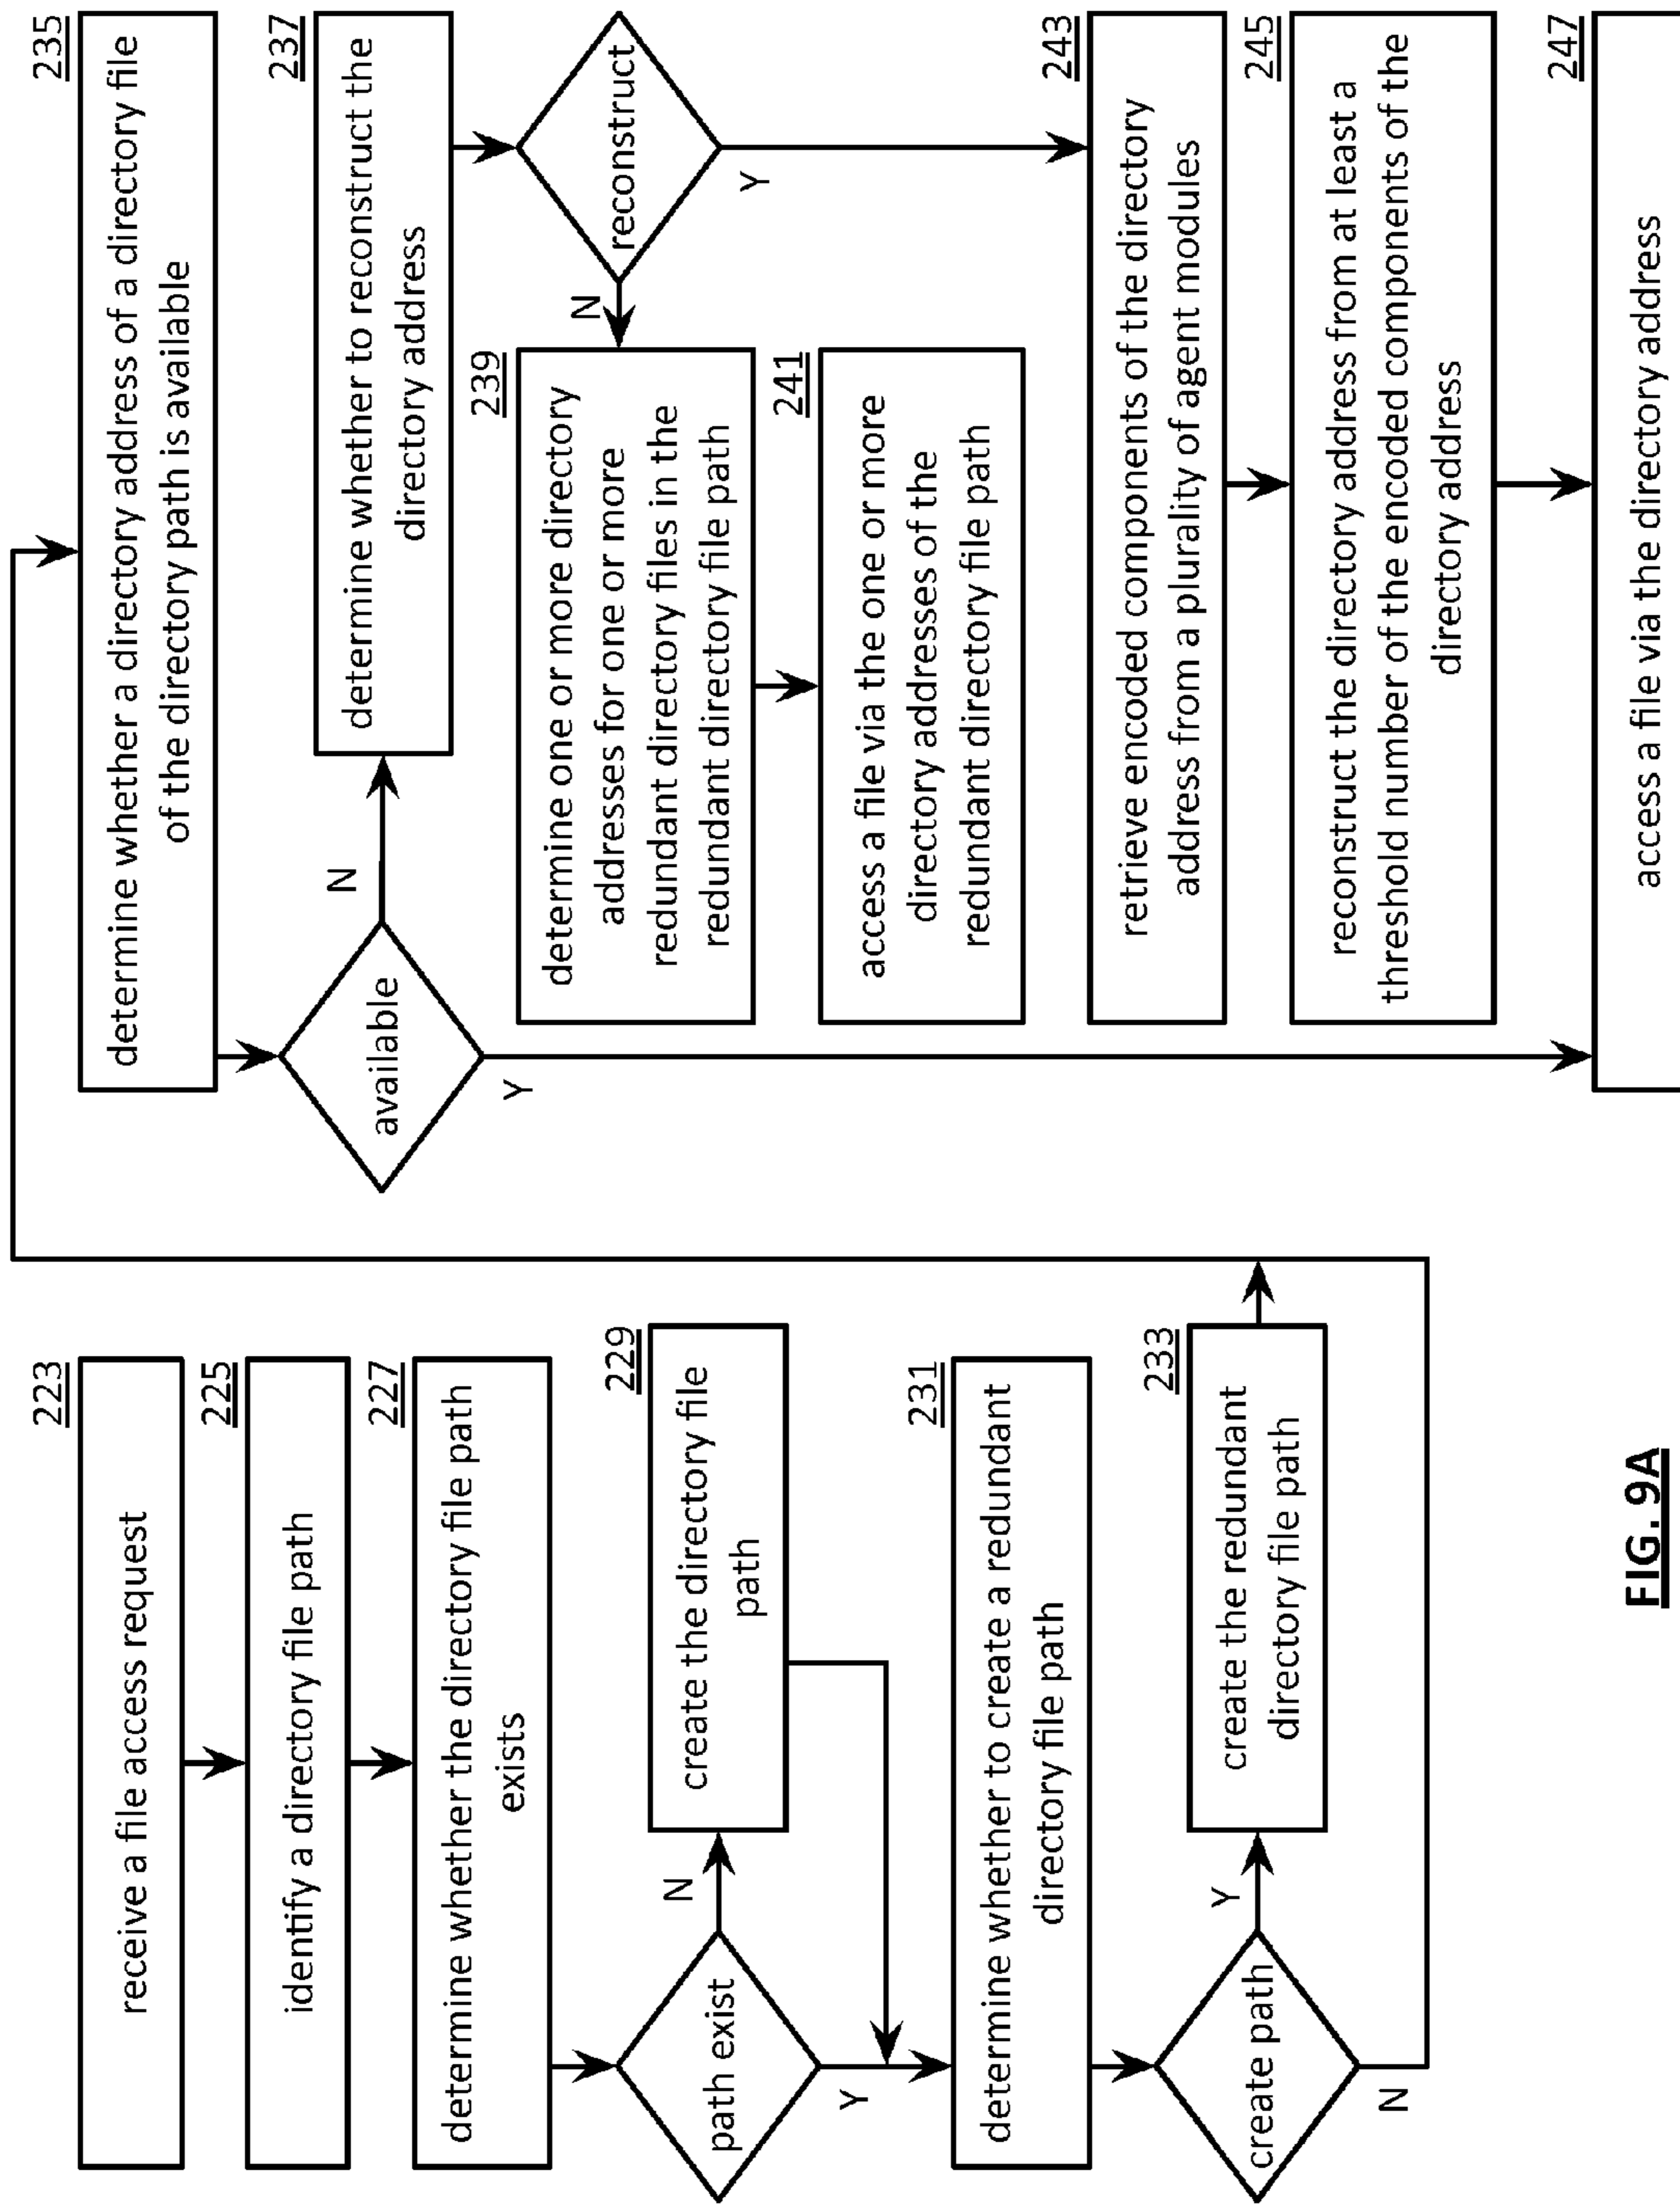 223
receive a file access request
225
identify a directory file path
227
determine whether the directory file path
exists
path exist
N
Y
229
create the directory file
path
231
determine whether to create a redundant
directory file path
create path
Y
N
233
create the redundant
directory file path
235
determine whether a directory address of a directory file
of the directory path is available
available
N
Y
237
determine whether to reconstruct the
directory address
reconstruct
N
Y
239
determine one or more directory
addresses for one or more
redundant directory files in the
redundant directory file path
241
access a file via the one or more
directory addresses of the
redundant directory file path
243
retrieve encoded components of the directory
address from a plurality of agent modules
245
reconstruct the directory address from at least a
threshold number of the encoded components of the
directory address
247
access a file via the directory address
FIG. 9A